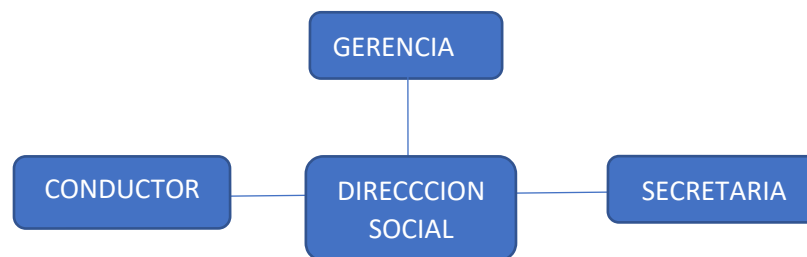 GERENCIA
CONDUCTOR
DIRECCCION
SOCIAL
SECRETARIA